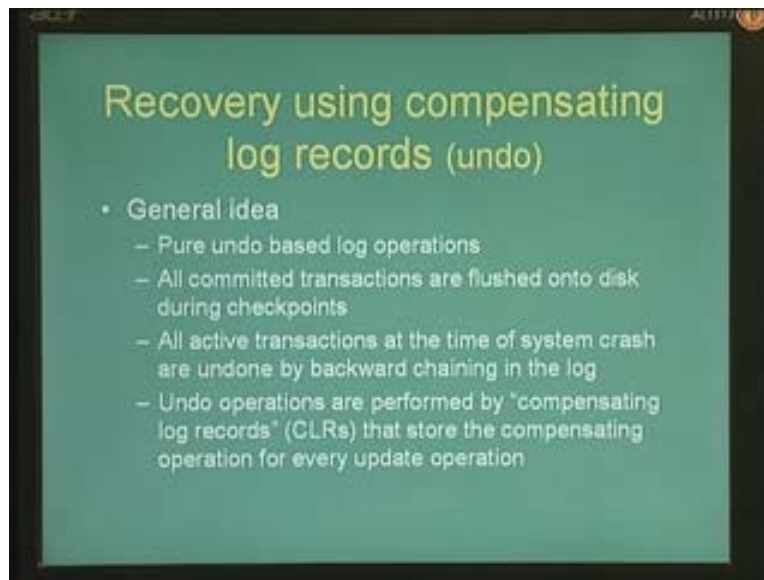 acer
Recovery using compensating
log records (undo)
• General idea
– Pure undo based log operations
– All committed transactions are flushed onto disk
during checkpoints
– All active transactions at the time of system crash
are undone by backward chaining in the log
– Undo operations are performed by “compensating
log records” (CLRs) that store the compensating
operation for every update operation